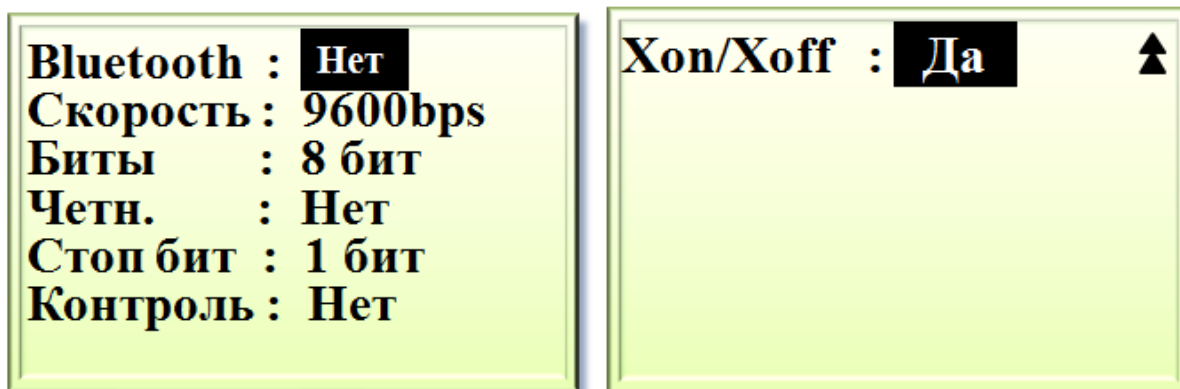 Bluetooth : Нет
Скорость : 9600bps
Биты : 8 бит
Четн. : Нет
Стоп бит : 1 бит
Контроль : Нет
Xon/Xoff : Да